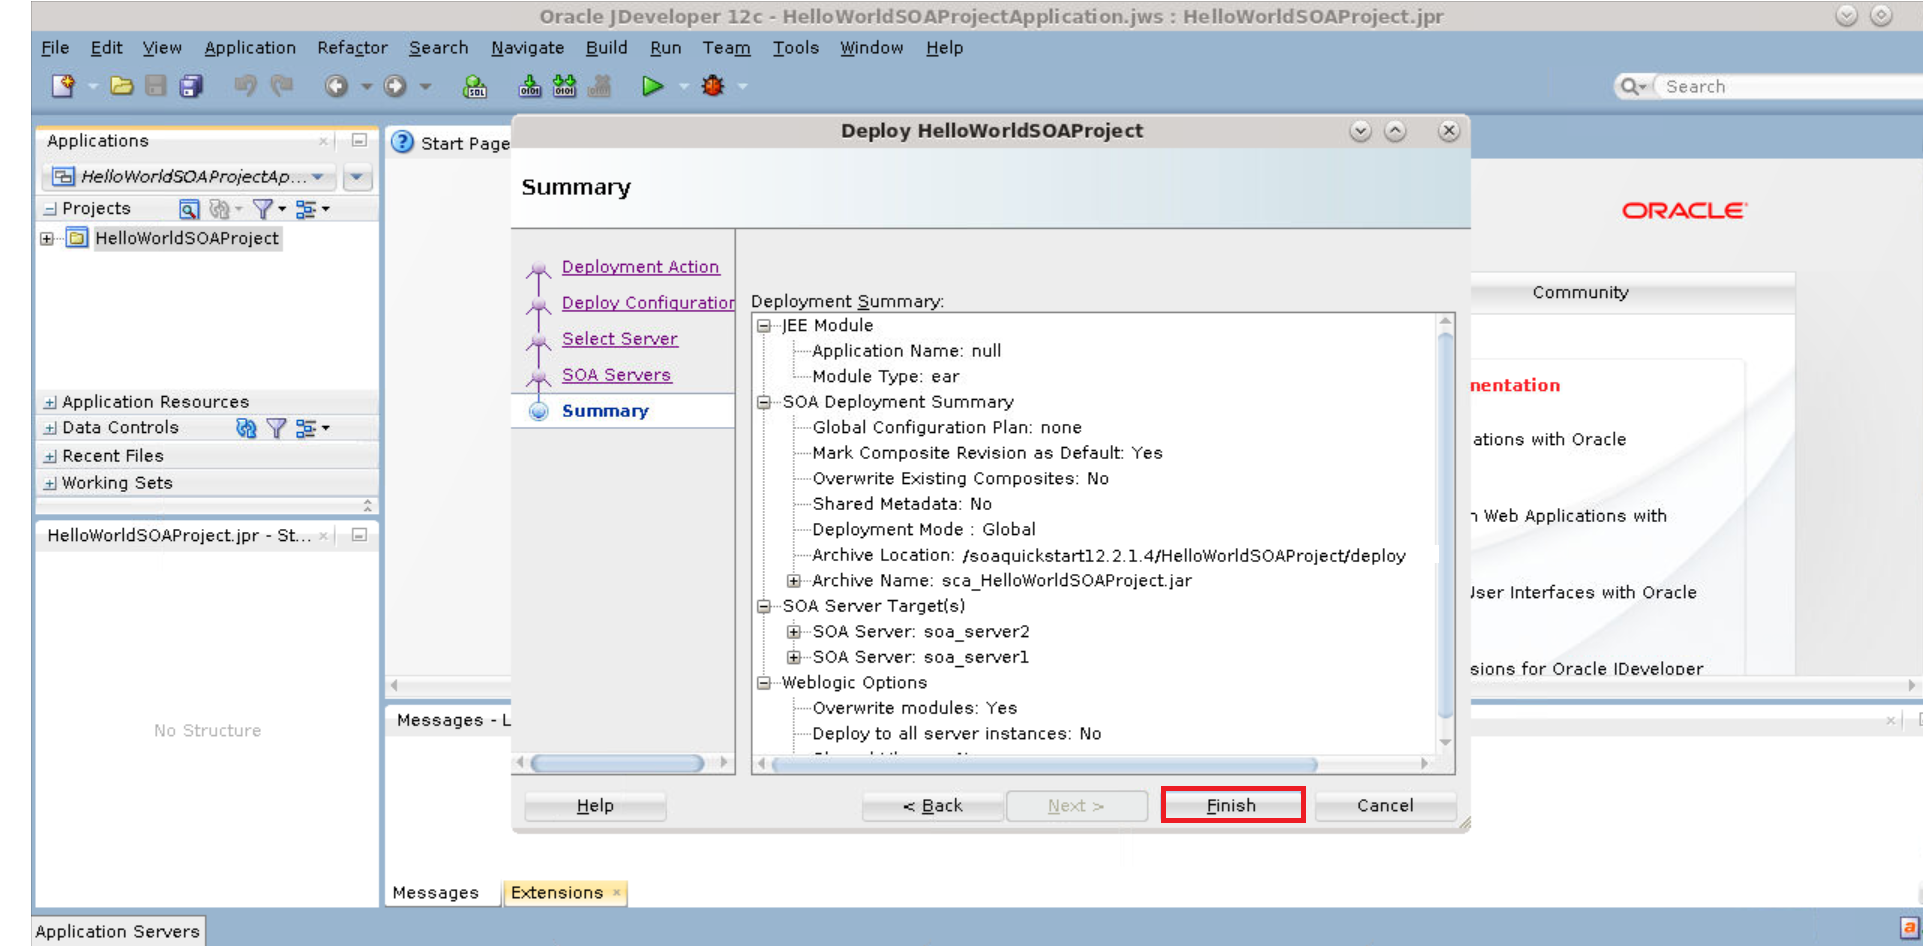 Oracle JDeveloper 12c - HelloWorldSOAProjectApplication.jws : HelloWorldSOAProject.jpr
File Edit View Application Refactor Search Navigate Build Run Team Tools Window Help
Search
Applications
Start Page
HelloWorldSOAProjectAp...
Projects
HelloWorldSOAProject
Application Resources
Data Controls
Recent Files
Working Sets
HelloWorldSOAProject.jpr - St...
No Structure
Deploy HelloWorldSOAProject
Summary
Deployment Action
Deploy Configuration
Select Server
SOA Servers
Summary
Deployment Summary:
JEE Module
Application Name: null
Module Type: ear
SOA Deployment Summary
Global Configuration Plan: none
Mark Composite Revision as Default: Yes
Overwrite Existing Composites: No
Shared Metadata: No
Deployment Mode : Global
Archive Location: /soaquickstart12.2.1.4/HelloWorldSOAProject/deploy
Archive Name: sca_HelloWorldSOAProject.jar
SOA Server Target(s)
SOA Server: soa_server2
SOA Server: soa_server1
Weblogic Options
Overwrite modules: Yes
Deploy to all server instances: No
Help < Back Next > Finish Cancel
ORACLE
Community
mentation
ations with Oracle
n Web Applications with
User Interfaces with Oracle
sions for Oracle JDeveloper
Messages - L
Messages Extensions
Application Servers